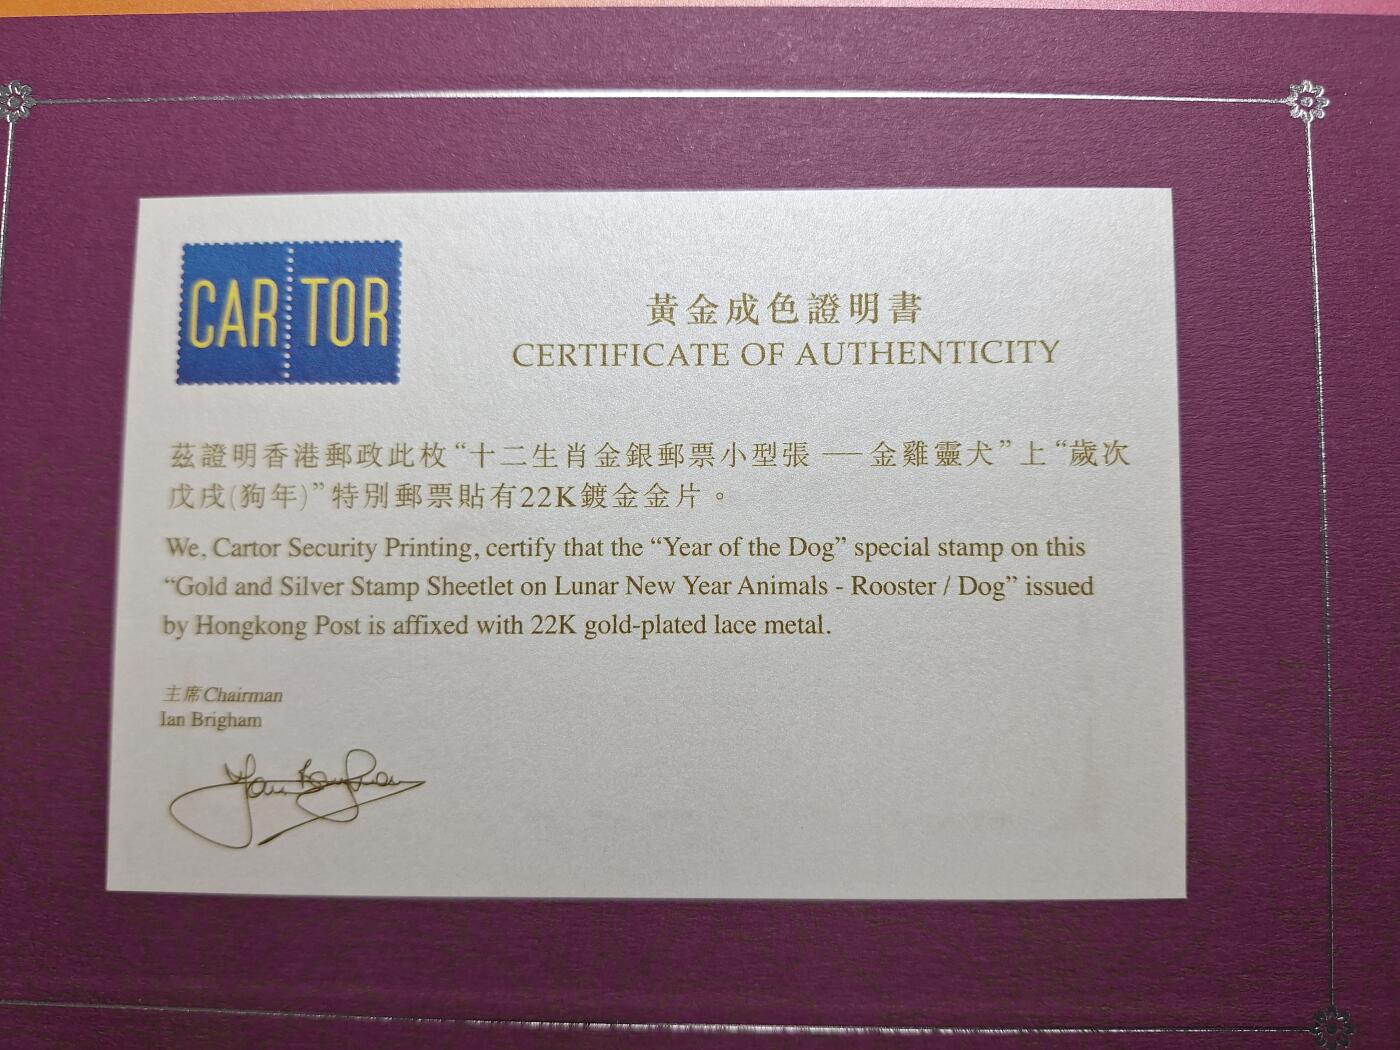 CARTOR
黃金成色證明書
CERTIFICATE OF AUTHENTICITY
茲證明香港郵政此枚“十二生肖金銀郵票小型張 — 金雞靈犬”上“歲次
戊戌(狗年)”特別郵票貼有22K鍍金金片。
We, Cartor Security Printing, certify that the “Year of the Dog” special stamp on this
“Gold and Silver Stamp Sheetlet on Lunar New Year Animals - Rooster / Dog” issued
by Hongkong Post is affixed with 22K gold-plated lace metal.
主席 Chairman
Ian Brigham